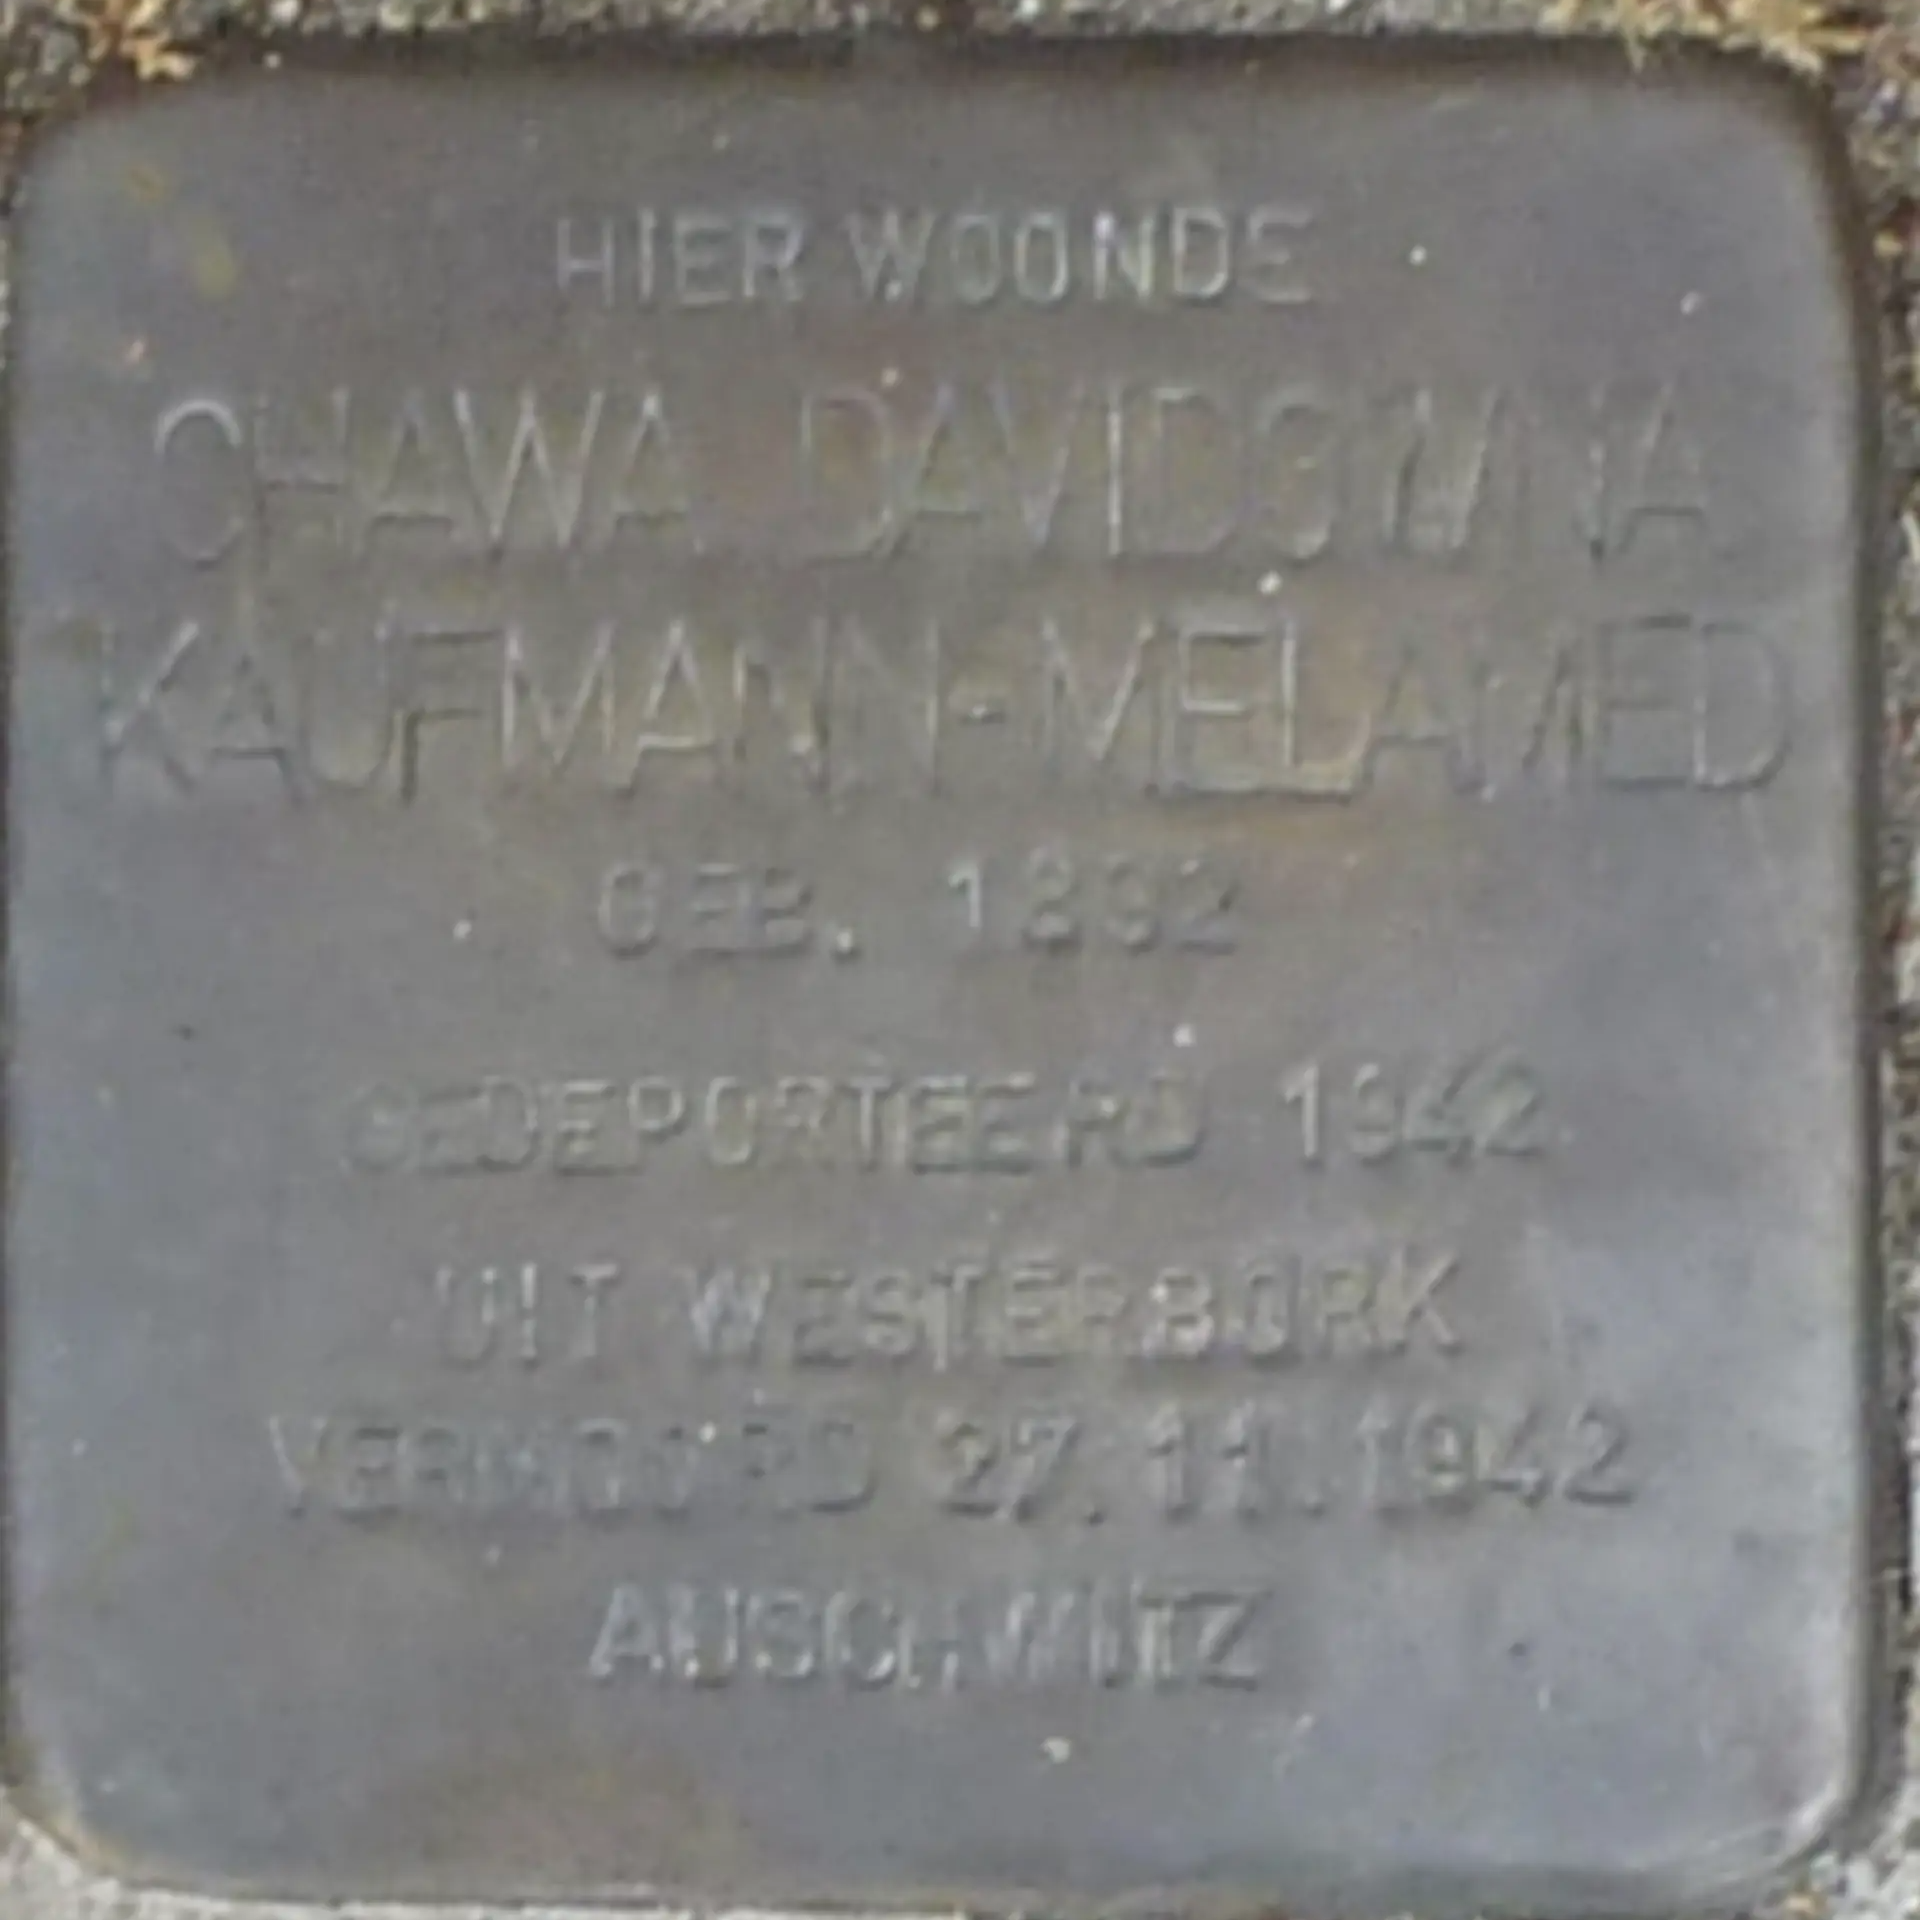 HIER WOONDE
CHAWA DAVIDOWNA
KAUFMANN-MELAMED
GEB. 1892
GEDEPORTEERD 1942
UIT WESTERBORK
VERMOORD 27.11.1942
AUSCHWITZ